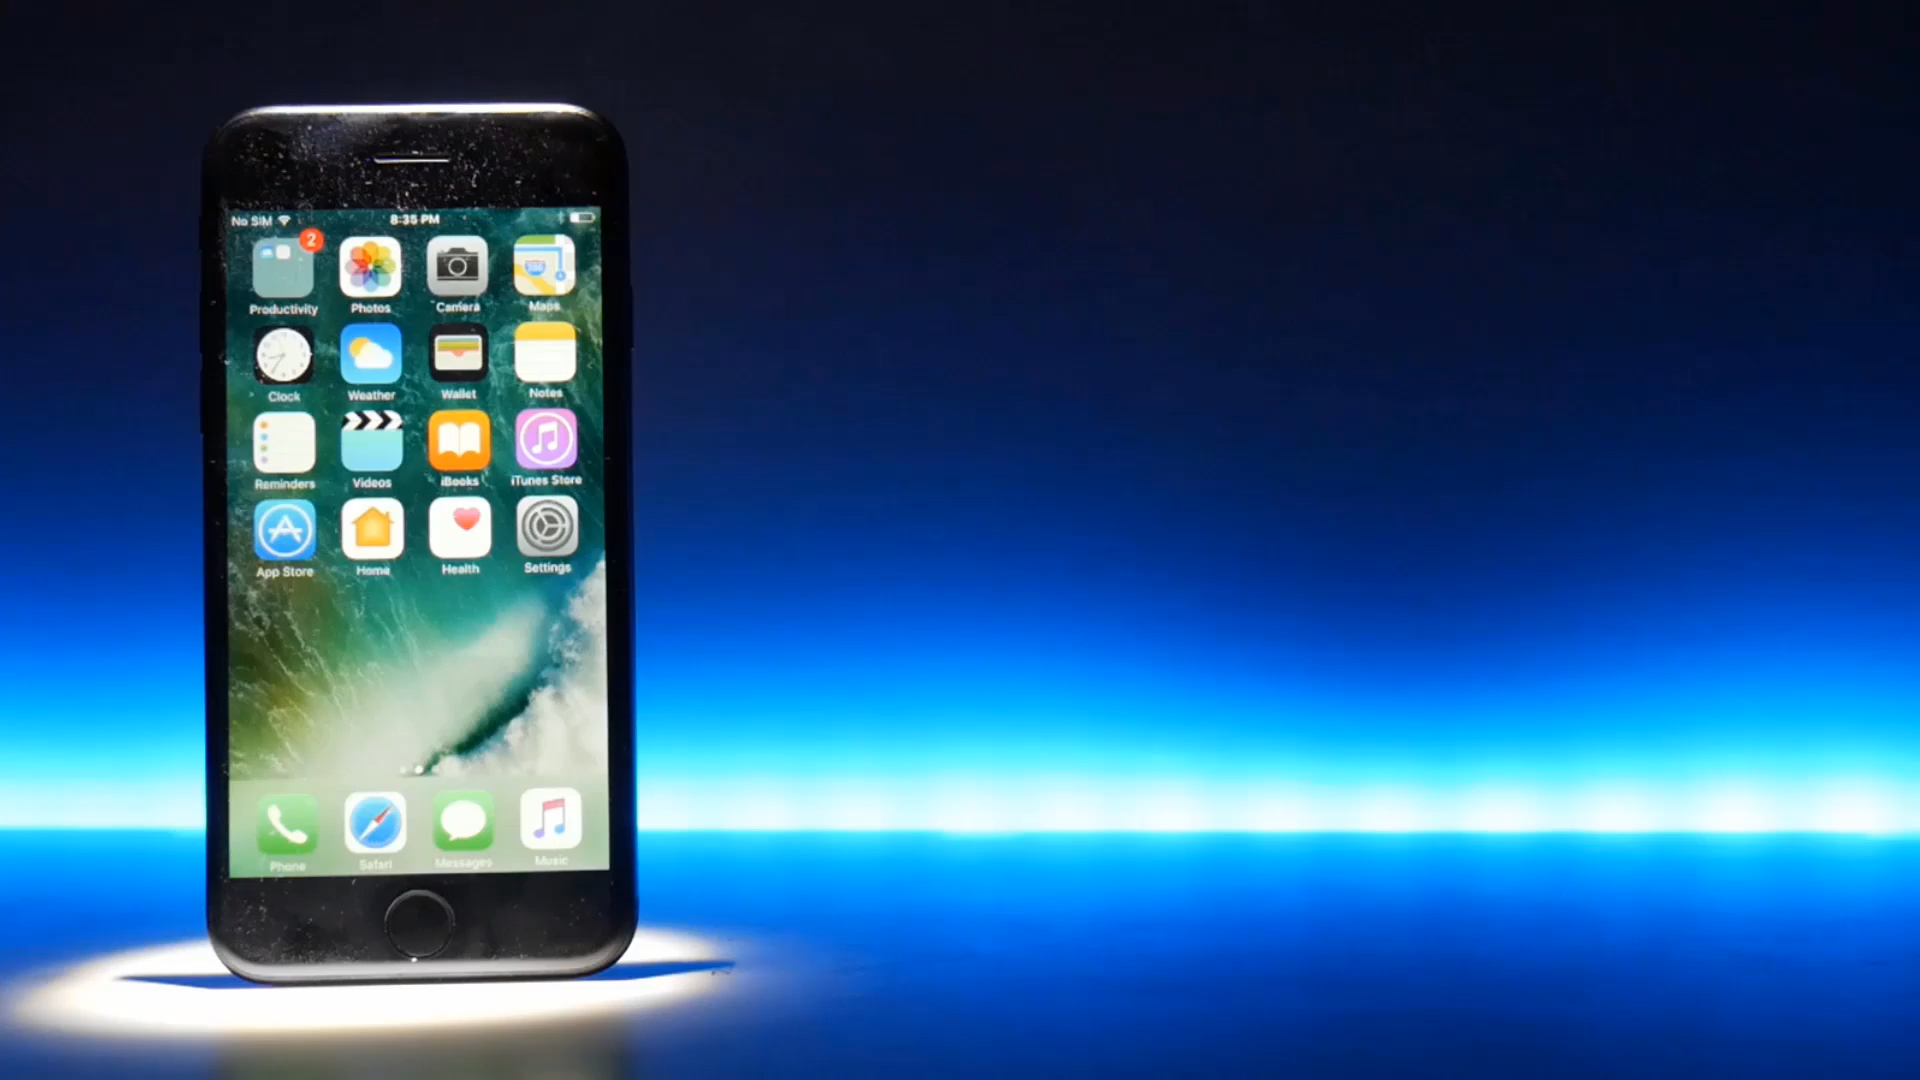 No SIM 8:35 PM
2
Productivity Photos Camera Maps
Clock Weather Wallet Notes
Reminders Videos iBooks iTunes Store
App Store Home Health Settings
Phone Safari Messages Music